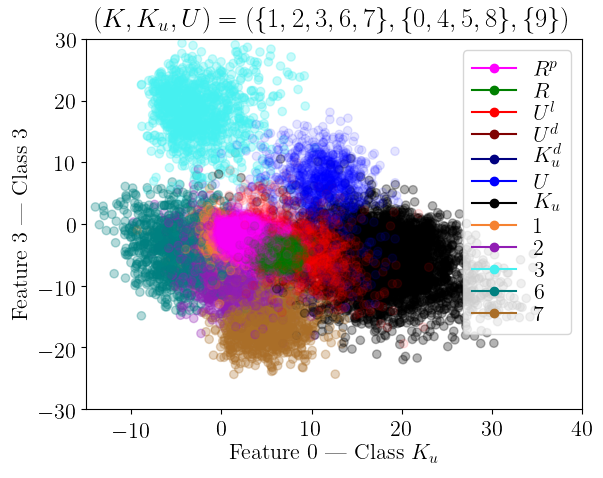 (K, K_u, U) = ({1, 2, 3, 6, 7}, {0, 4, 5, 8}, {9})
Feature 3 — Class 3
30
20
10
0
−10
−20
−30
−10 0 10 20 30 40
Feature 0 — Class K_u
R^p
R
U^l
U^d
K_u^d
U
K_u
1
2
3
6
7